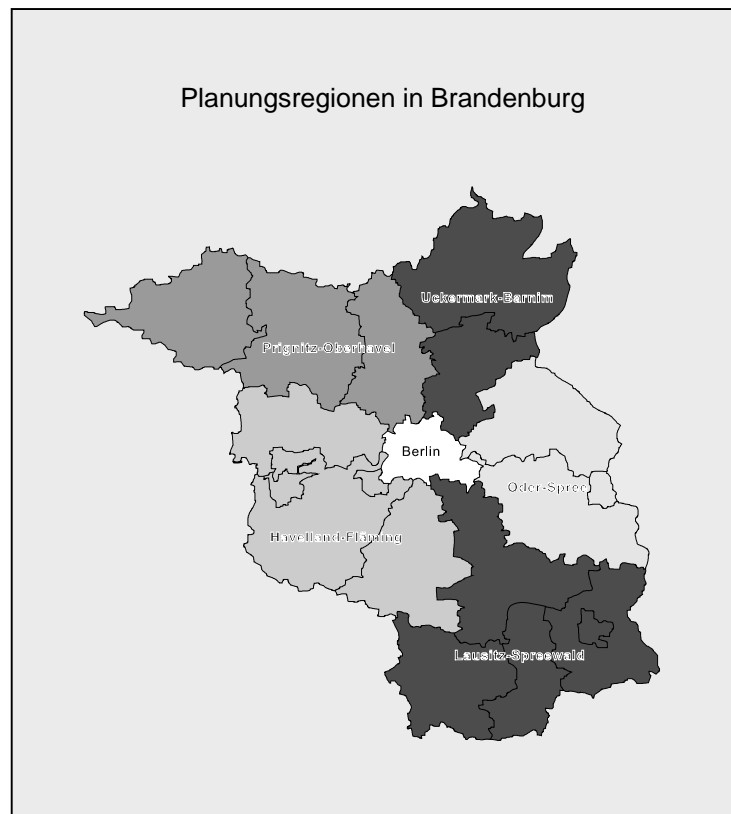 Planungsregionen in Brandenburg
Uckermark-Barnim
Prignitz-Oberhavel
Berlin
Oder-Spree
Havelland-Fläming
Lausitz-Spreewald